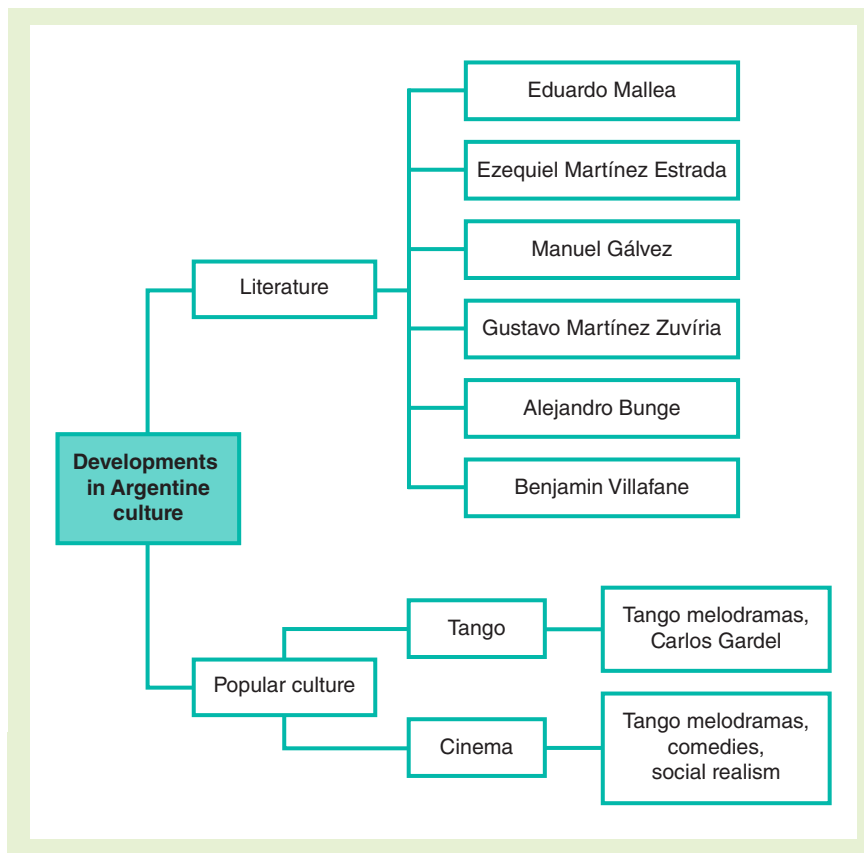 Developments
in Argentine
culture
Literature
Eduardo Mallea
Ezequiel Martínez Estrada
Manuel Gálvez
Gustavo Martínez Zuvíria
Alejandro Bunge
Benjamin Villafane
Popular culture
Tango
Tango melodramas,
Carlos Gardel
Cinema
Tango melodramas,
comedies,
social realism